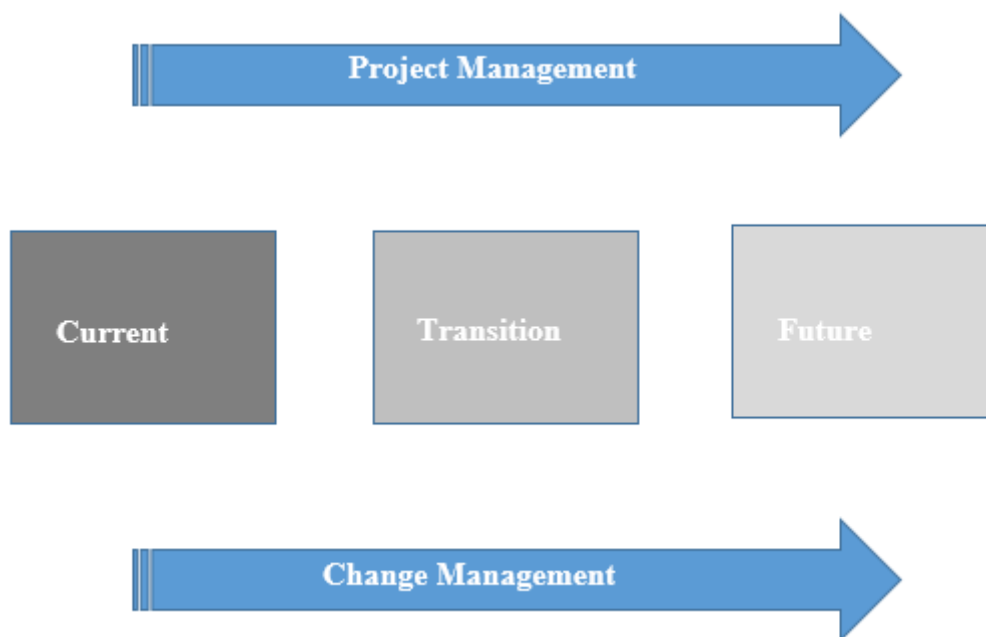 Project Management
Current
Transition
Future
Change Management